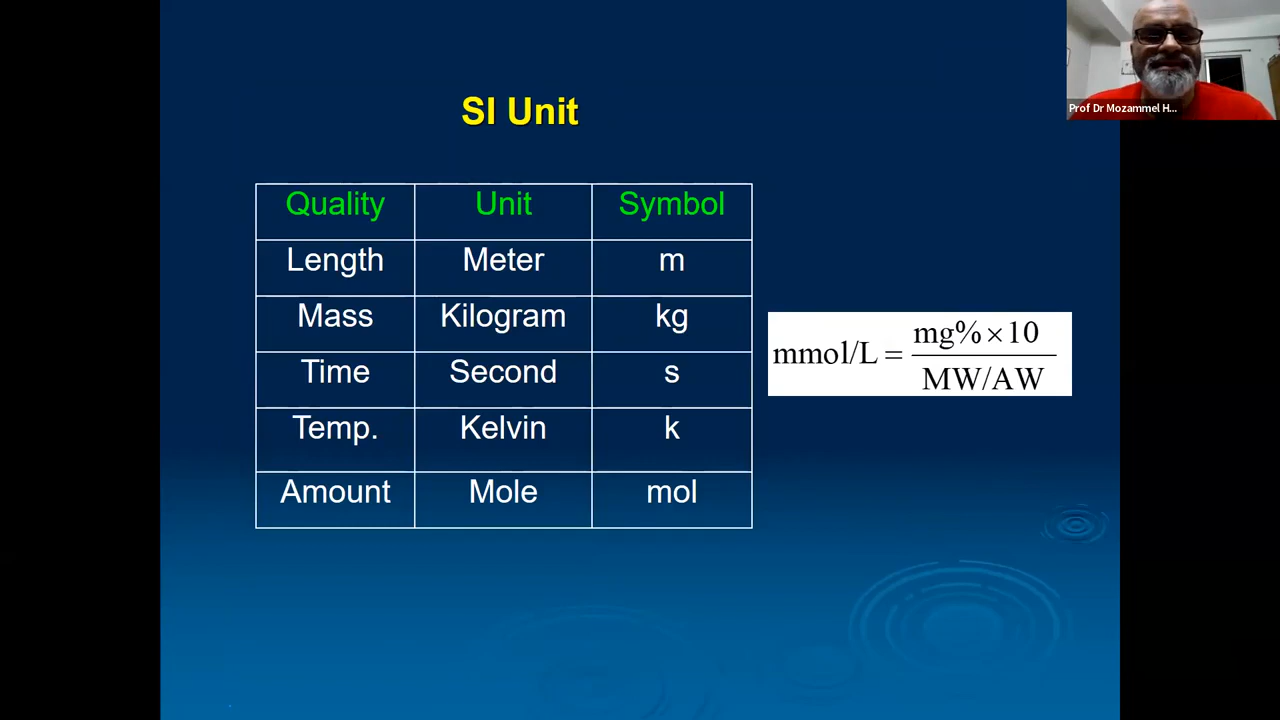 Prof Dr Mozammel H...
SI Unit
Quality Unit Symbol
Length Meter m
Mass Kilogram kg
Time Second s
Temp. Kelvin k
Amount Mole mol
mmol/L = mg% × 10
MW/AW